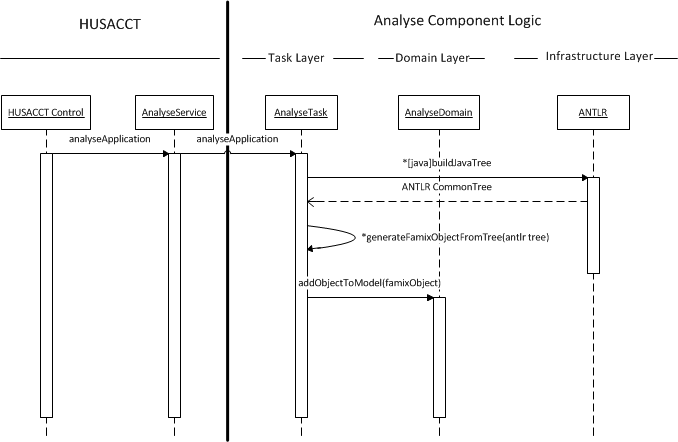 HUSACCT
Analyse Component Logic
Task Layer
Domain Layer
Infrastructure Layer
HUSACCT Control
AnalyseService
AnalyseTask
AnalyseDomain
ANTLR
analyseApplication
analyseApplication
*[java]buildJavaTree
ANTLR CommonTree
*generateFamixObjectFromTree(antlr tree)
addObjectToModel(famixObject)